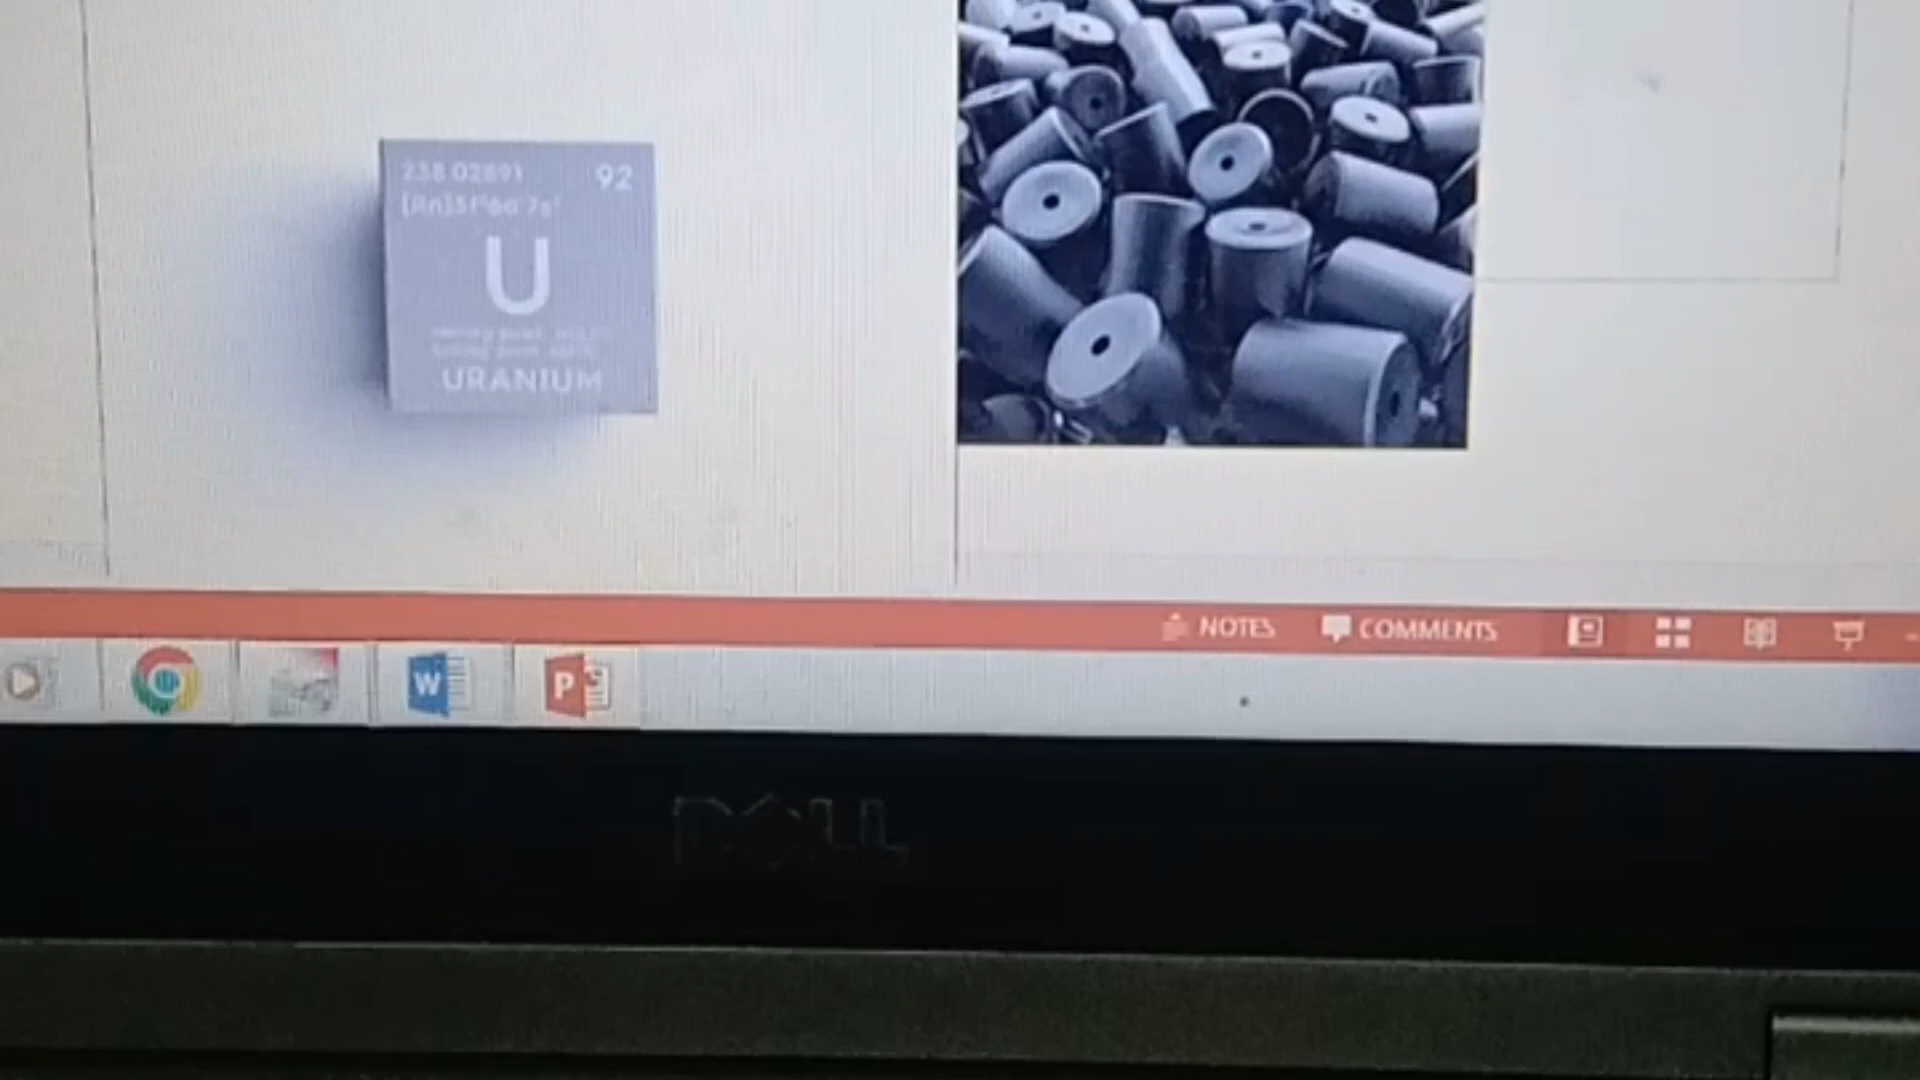 238.02891 92
U
URANIUM
NOTES COMMENTS
W
P
DELL